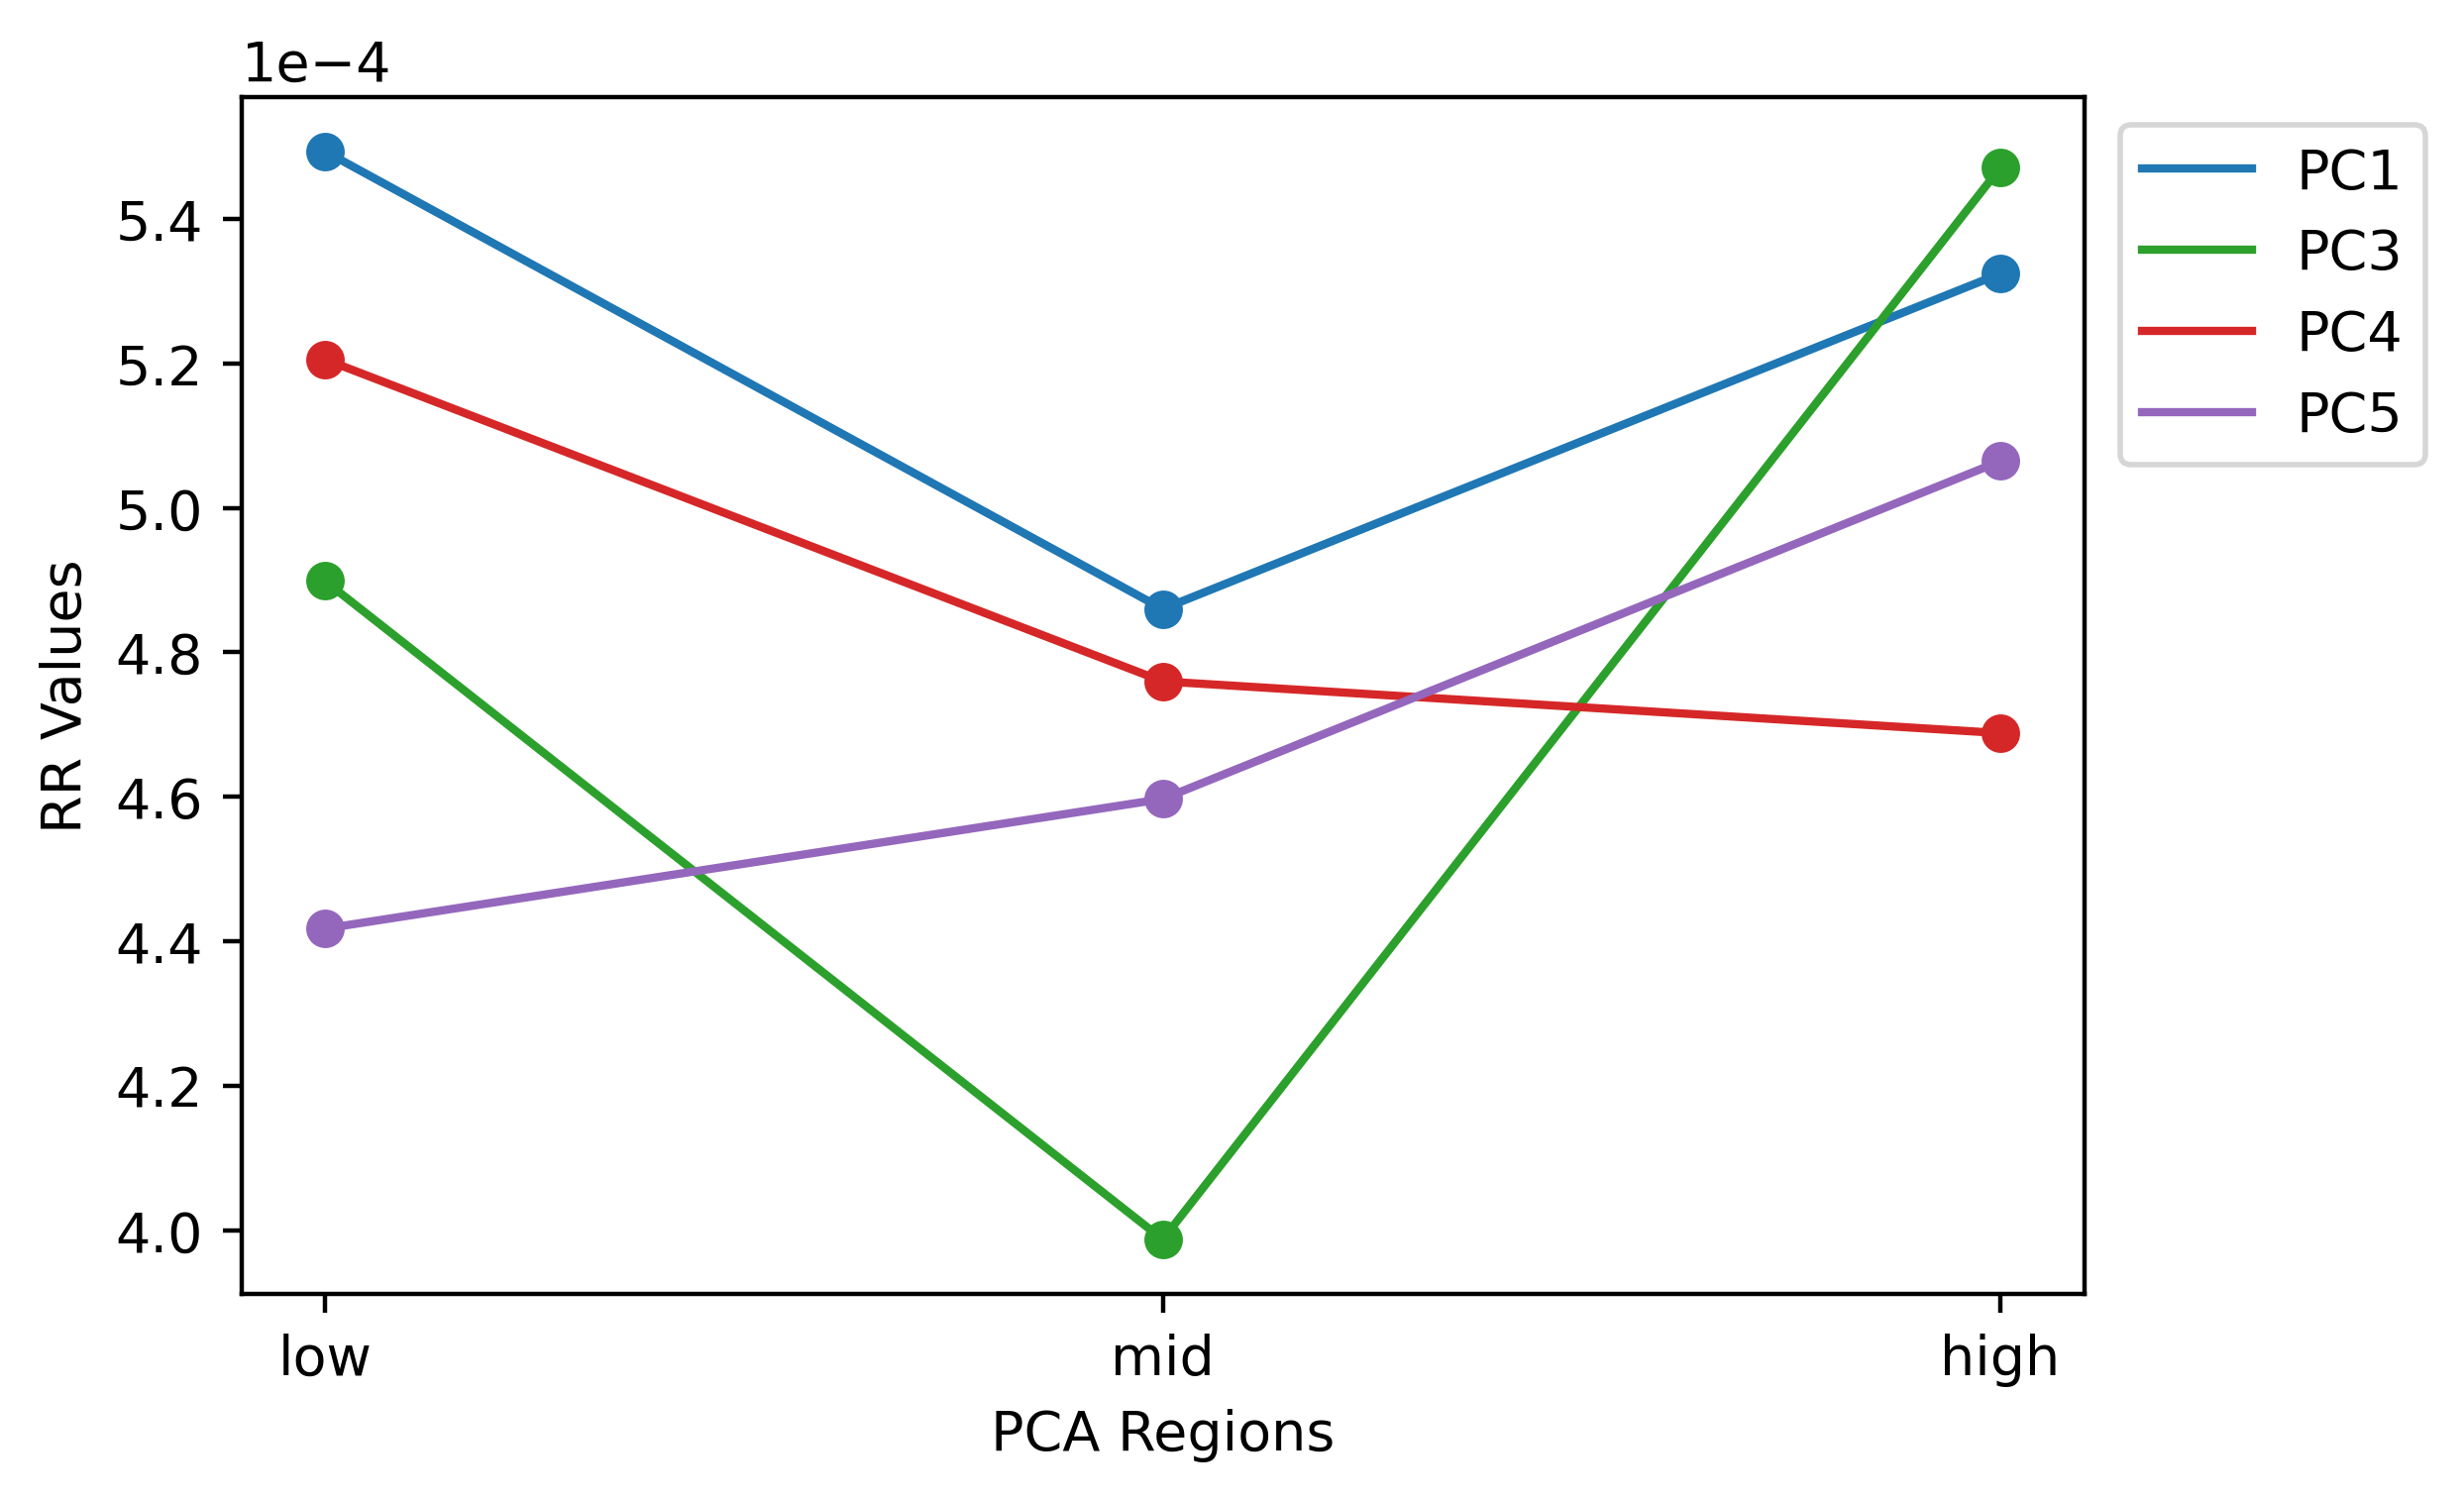 1e−4
5.4
5.2
5.0
4.8
4.6
4.4
4.2
4.0
RR Values
low mid high
PCA Regions
PC1
PC3
PC4
PC5